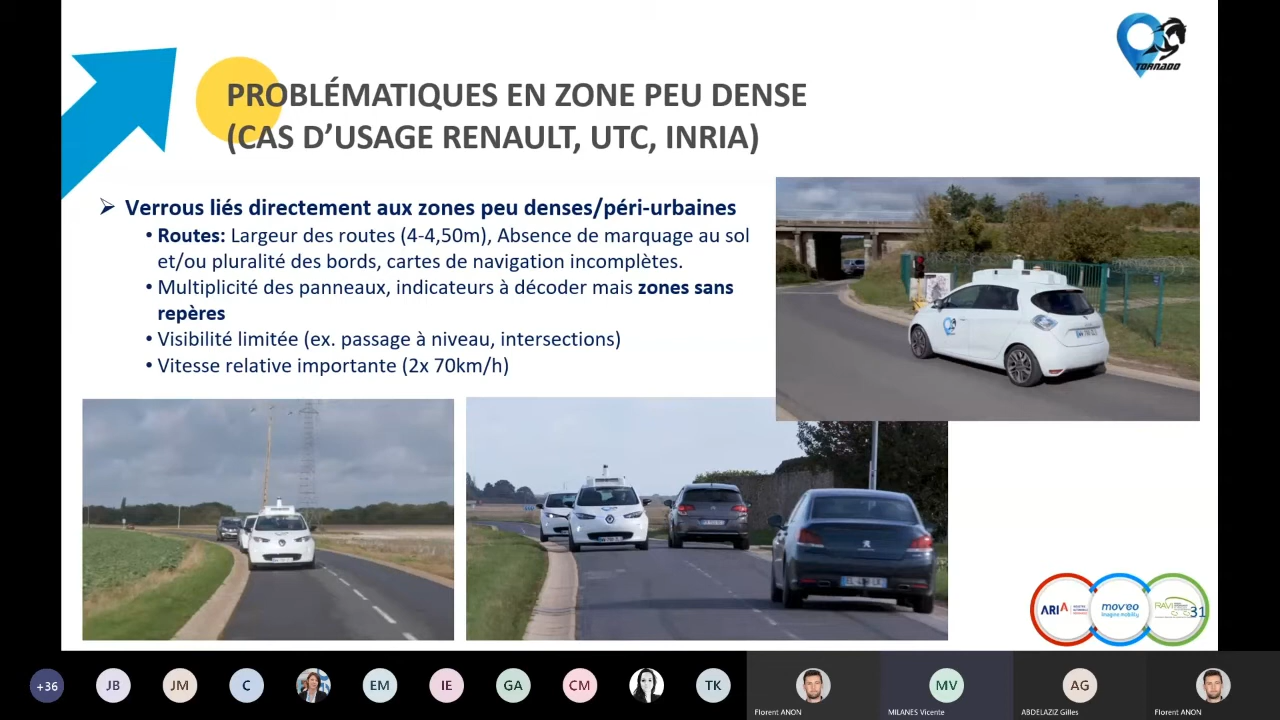 TORNADO
PROBLÉMATIQUES EN ZONE PEU DENSE
(CAS D'USAGE RENAULT, UTC, INRIA)
➢ Verrous liés directement aux zones peu denses/péri-urbaines
• Routes: Largeur des routes (4-4,50m), Absence de marquage au sol
et/ou pluralité des bords, cartes de navigation incomplètes.
• Multiplicité des panneaux, indicateurs à décoder mais zones sans
repères
• Visibilité limitée (ex. passage à niveau, intersections)
• Vitesse relative importante (2x 70km/h)
ARIA
moveo
imagine mobility
RAVI
31
+36
JB
JM
C
EM
IE
GA
CM
TK
Florent ANON
MV
MILANES Vicente
AG
ABDELAZIZ Gilles
Florent ANON